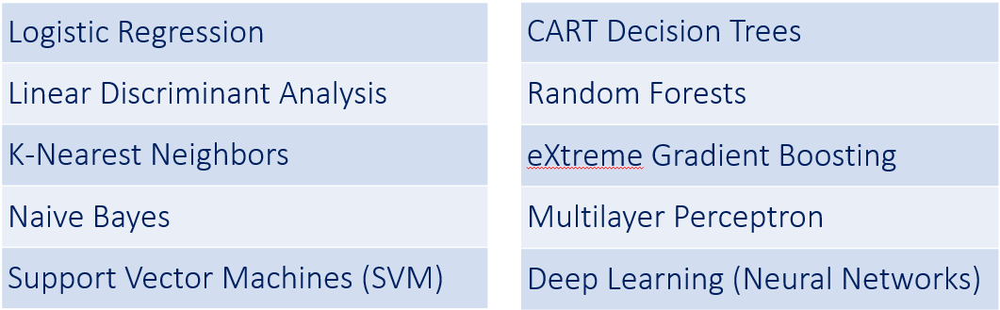 Logistic Regression
Linear Discriminant Analysis
K-Nearest Neighbors
Naive Bayes
Support Vector Machines (SVM)
CART Decision Trees
Random Forests
eXtreme Gradient Boosting
Multilayer Perceptron
Deep Learning (Neural Networks)